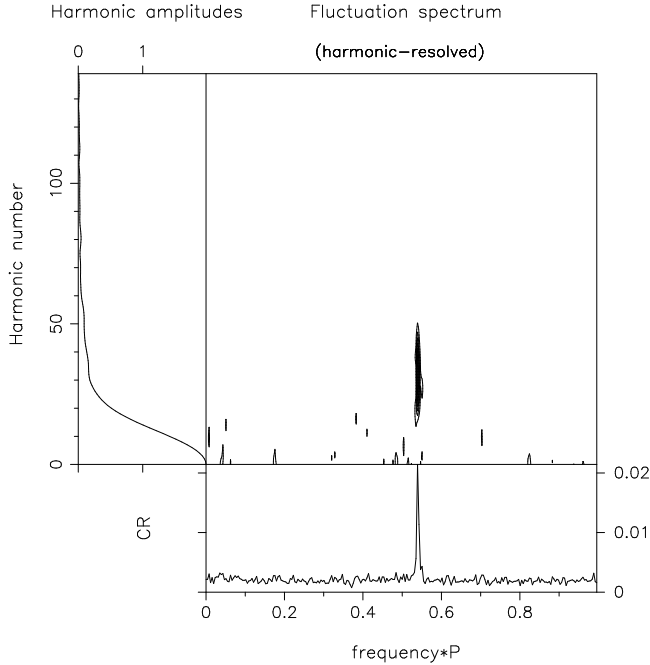 Harmonic amplitudes Fluctuation spectrum
0 1 (harmonic-resolved)
Harmonic number
100
50
0
0.02
CR
0.01
0
0 0.2 0.4 0.6 0.8
frequency*P